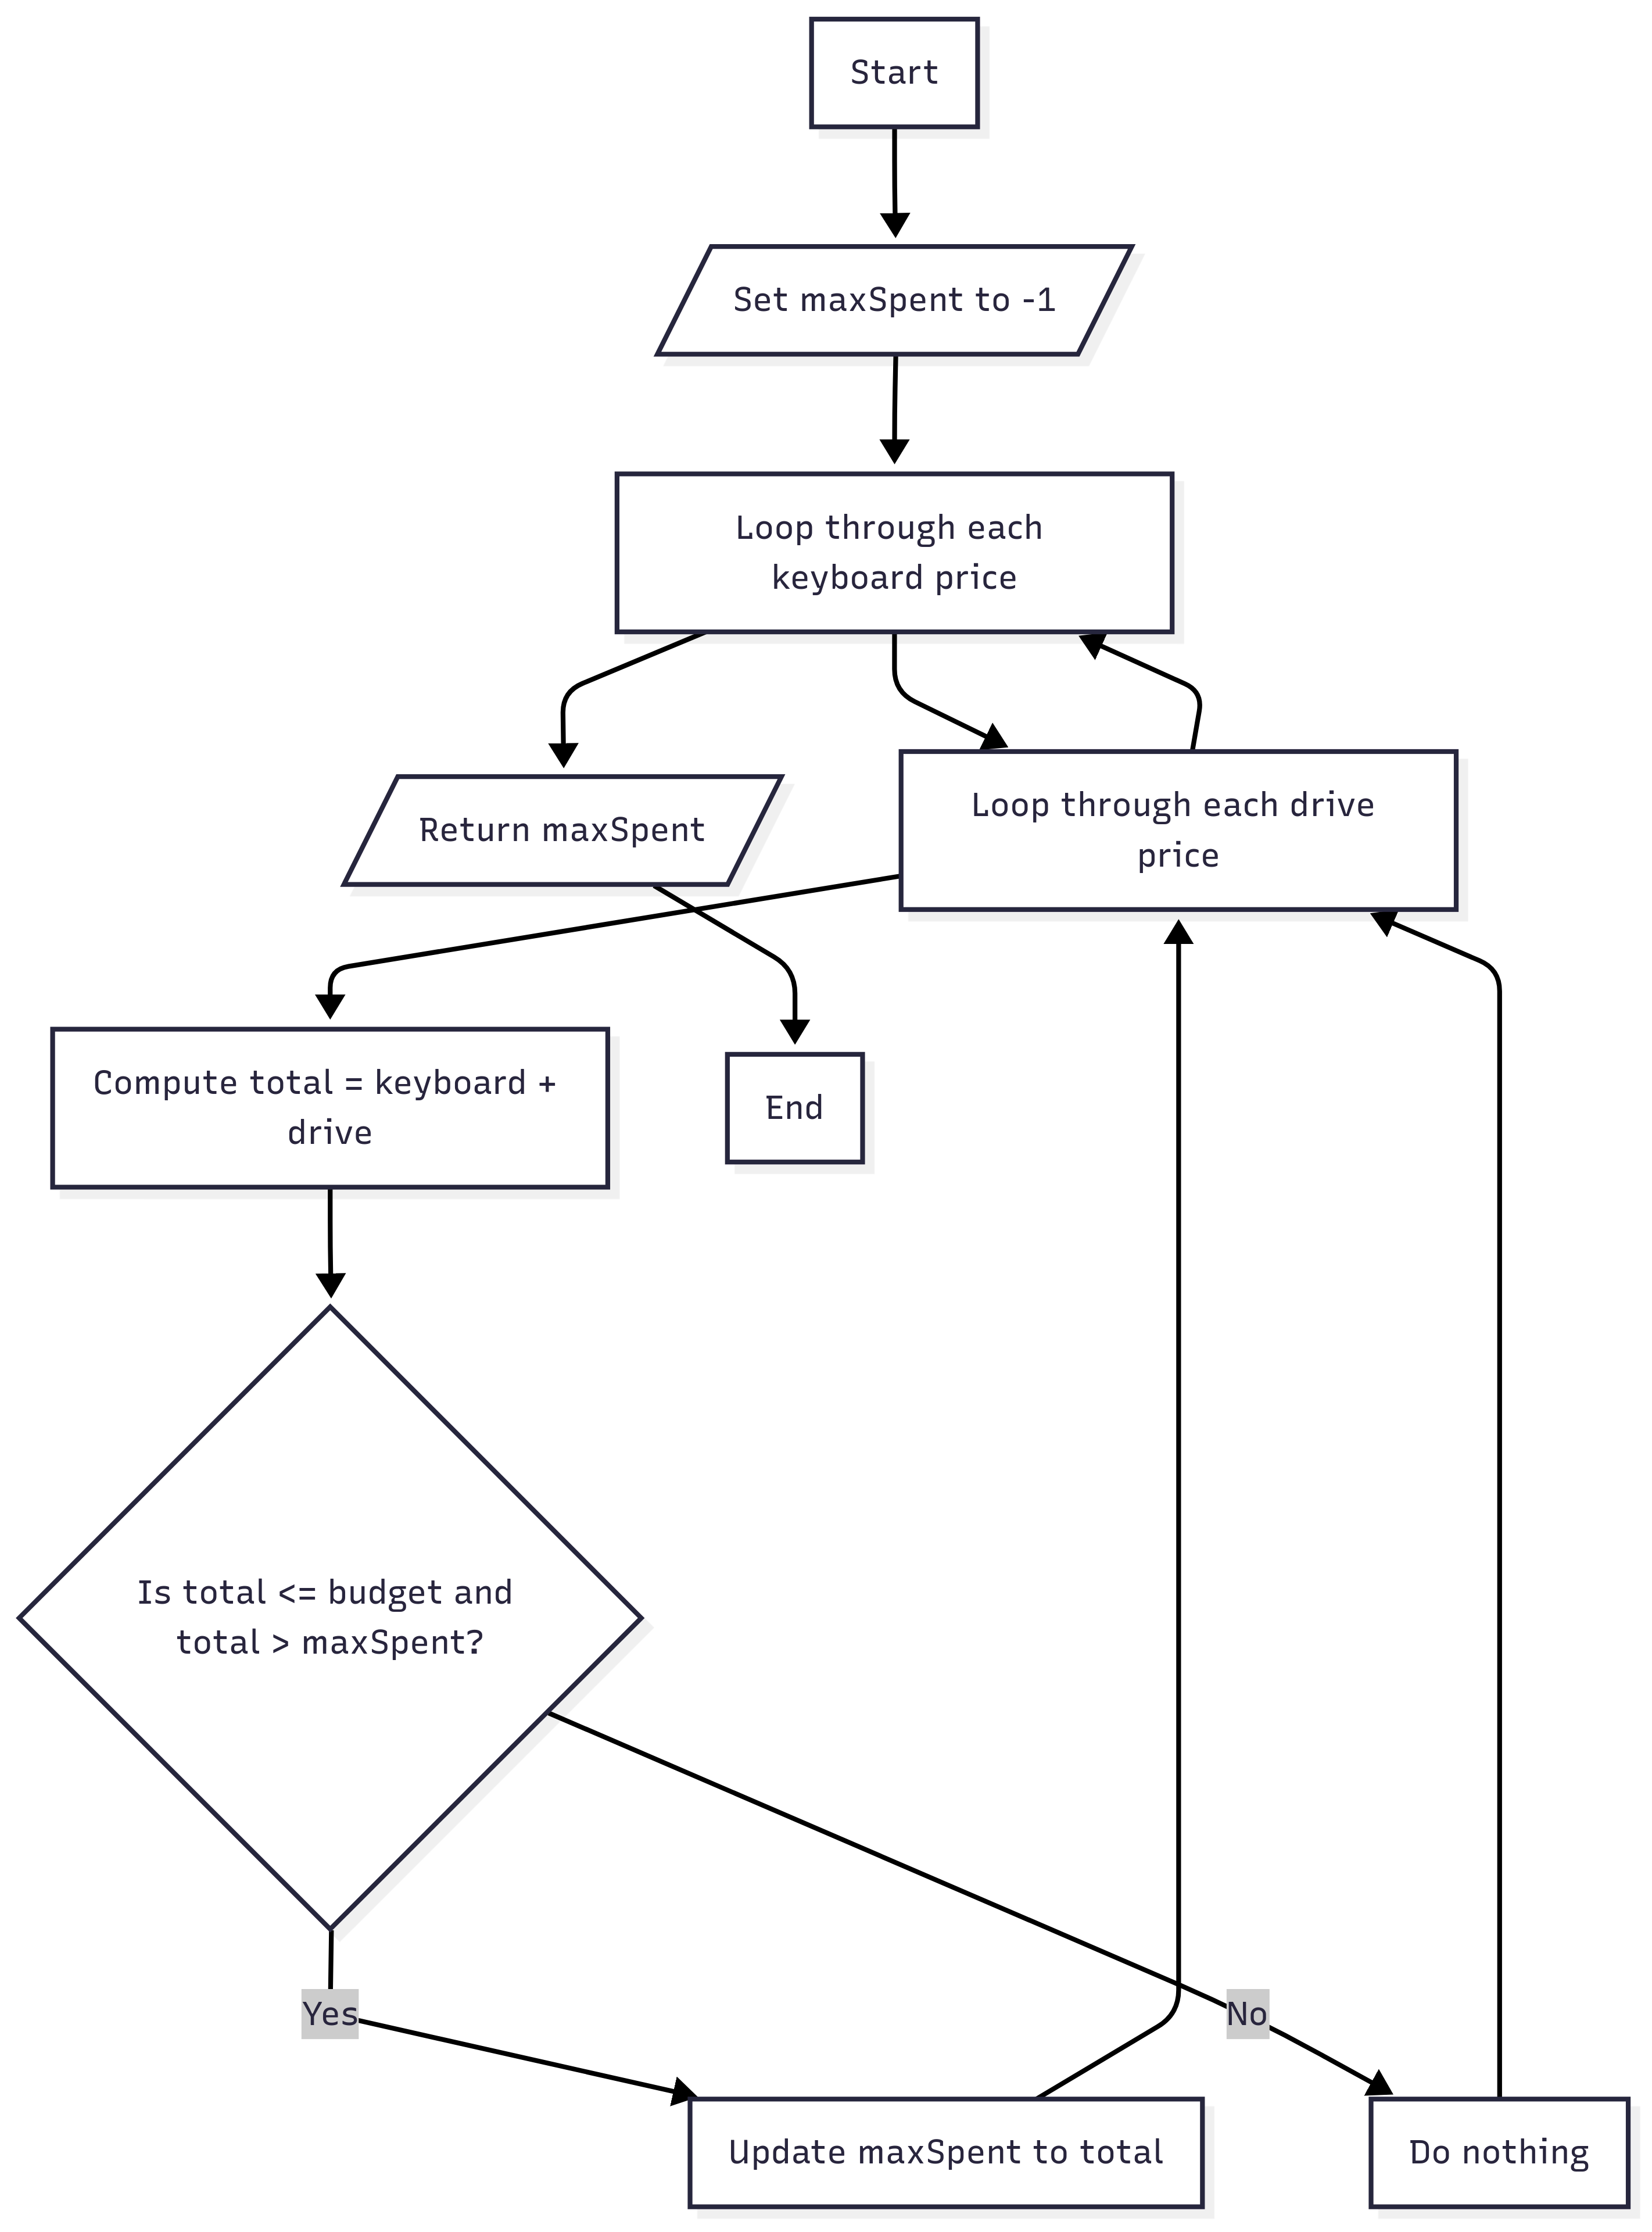 Start
Set maxSpent to -1
Loop through each
keyboard price
Return maxSpent
Loop through each drive
price
Compute total = keyboard +
drive
End
Is total <= budget and
total > maxSpent?
Yes
No
Update maxSpent to total
Do nothing